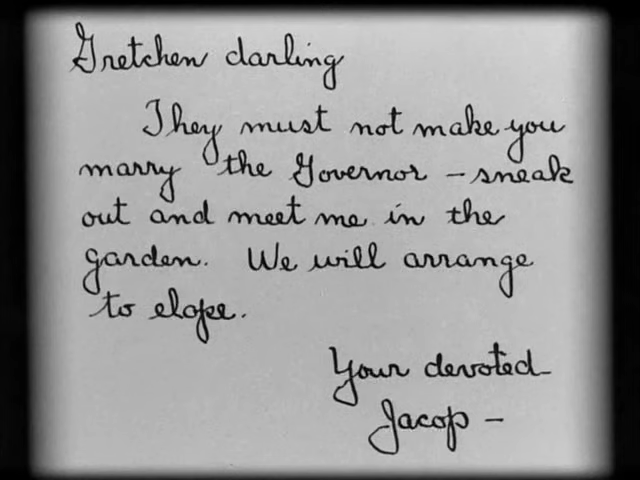 Gretchen darling
They must not make you
marry the Governor – sneak
out and meet me in the
garden. We will arrange
to elope.
Your devoted
Jacop –